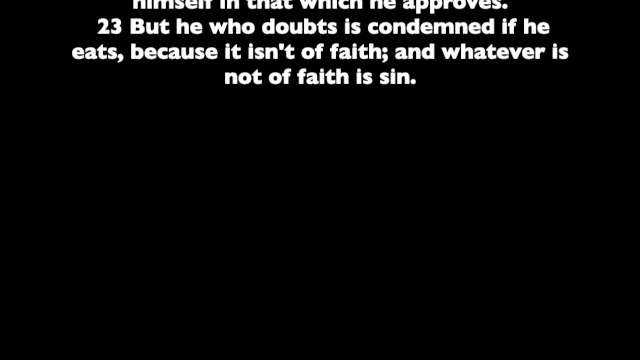 himself in that which he approves.
23 But he who doubts is condemned if he
eats, because it isn't of faith; and whatever is
not of faith is sin.